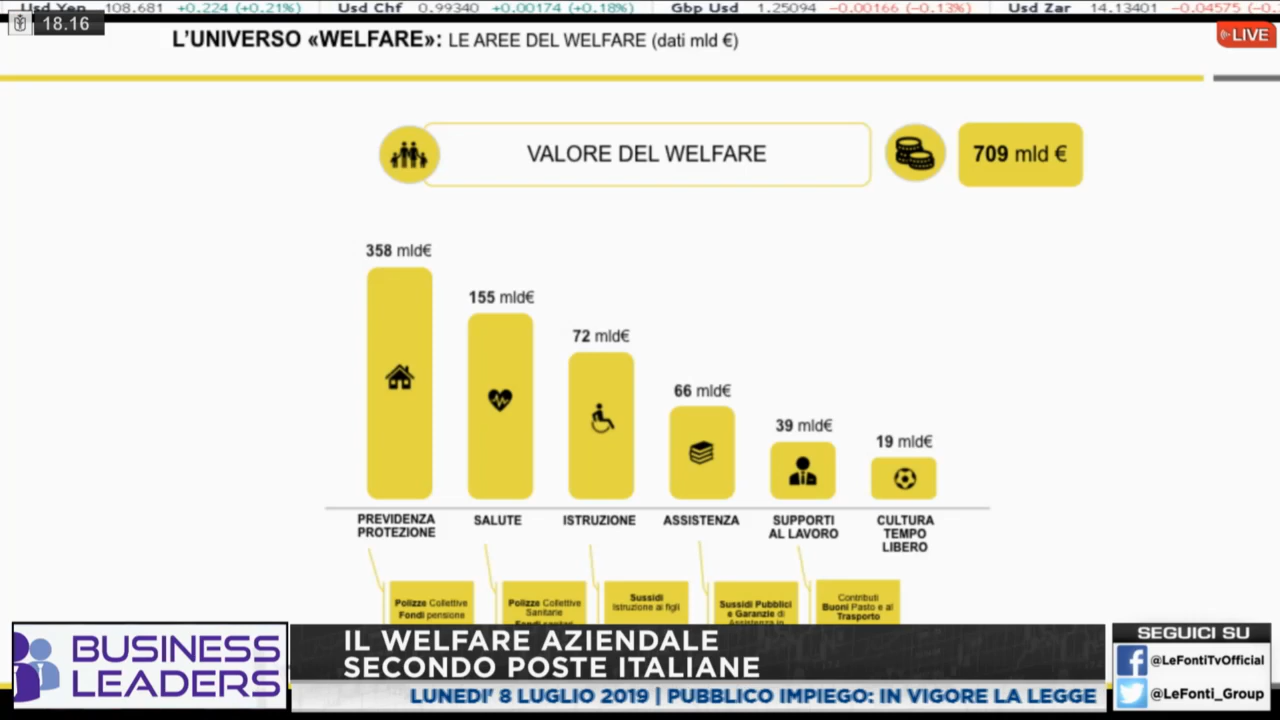 Usd Yen 108.681 +0.224 (+0.21%) Usd Chf 0.99340 +0.00174 (+0.18%) Gbp Usd 1.25094 -0.00166 (-0.13%) Usd Zar 14.13401 -0.04575
18.16
L'UNIVERSO «WELFARE»: LE AREE DEL WELFARE (dati mld €)
LIVE
VALORE DEL WELFARE
709 mld €
358 mld€
155 mld€
72 mld€
66 mld€
39 mld€
19 mld€
PREVIDENZA
PROTEZIONE
SALUTE
ISTRUZIONE
ASSISTENZA
SUPPORTI
AL LAVORO
CULTURA
TEMPO
LIBERO
Polizze Collettive
Fondi pensione
Polizze Collettive
Sanitarie
Fondi sanitari
Sussidi
Istruzione ai figli
Sussidi Pubblici
e Garanzie di
Assistenza in
Contributi
Buoni Pasto e al
Trasporto
BUSINESS
LEADERS
IL WELFARE AZIENDALE
SECONDO POSTE ITALIANE
LUNEDI' 8 LUGLIO 2019 | PUBBLICO IMPIEGO: IN VIGORE LA LEGGE
SEGUICI SU
@LeFontiTvOfficial
@LeFonti_Group